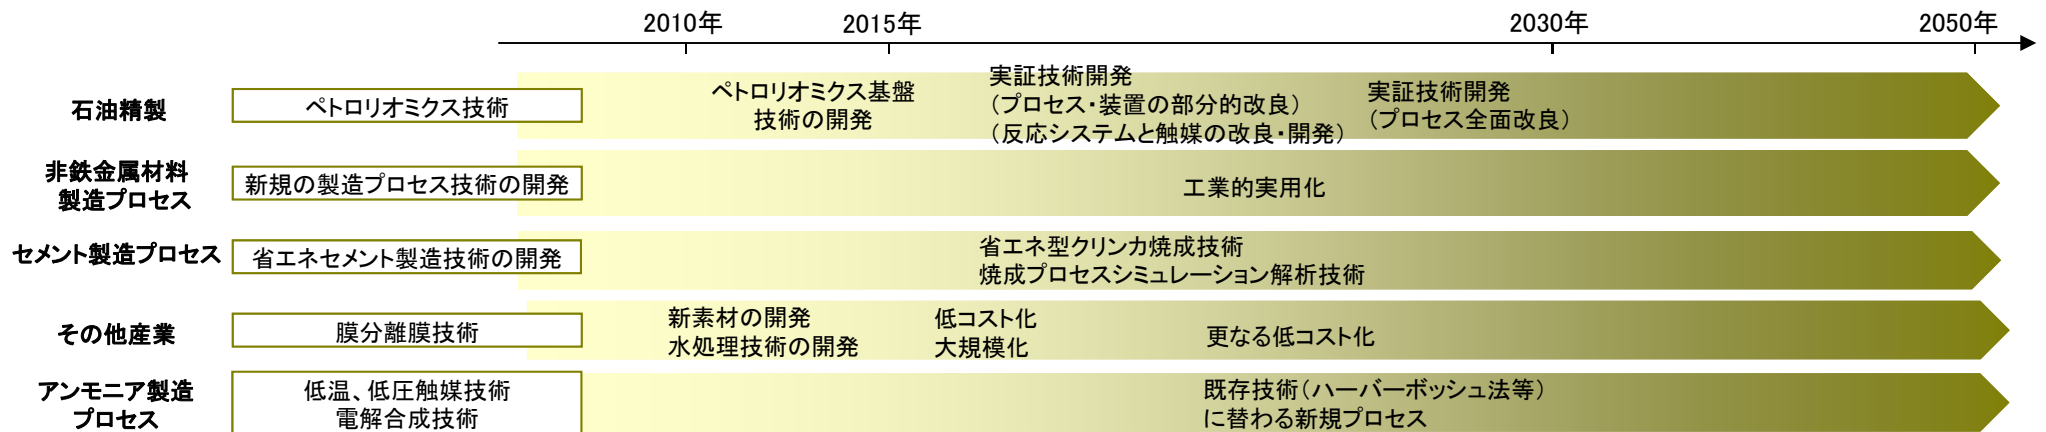 2010年 2015年 2030年 2050年
石油精製
ペトロリオミクス技術
ペトロリオミクス基盤
技術の開発
実証技術開発
（プロセス・装置の部分的改良）
（反応システムと触媒の改良・開発）
実証技術開発
（プロセス全面改良）
非鉄金属材料
製造プロセス
新規の製造プロセス技術の開発
工業的実用化
セメント製造プロセス
省エネセメント製造技術の開発
省エネ型クリンカ焼成技術
焼成プロセスシミュレーション解析技術
その他産業
膜分離膜技術
新素材の開発
水処理技術の開発
低コスト化
大規模化
更なる低コスト化
アンモニア製造
プロセス
低温、低圧触媒技術
電解合成技術
既存技術（ハーバーボッシュ法等）
に替わる新規プロセス